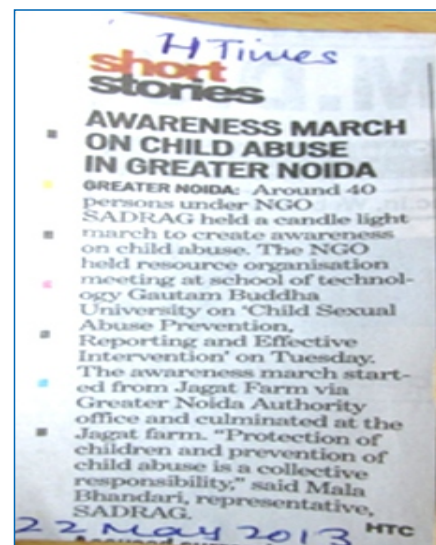 H Times
short
stories
AWARENESS MARCH
ON CHILD ABUSE
IN GREATER NOIDA
GREATER NOIDA: Around 40
persons under NGO
SADRAG held a candle light
march to create awareness
on child abuse. The NGO
held resource organisation
meeting at school of technol-
ogy Gautam Buddha
University on 'Child Sexual
Abuse Prevention,
Reporting and Effective
Intervention' on Tuesday.
The awareness march start-
ed from Jagat Farm via
Greater Noida Authority
office and culminated at the
Jagat farm. "Protection of
children and prevention of
child abuse is a collective
responsibility," said Mala
Bhandari, representative,
SADRAG.
HTC
22 May 2013